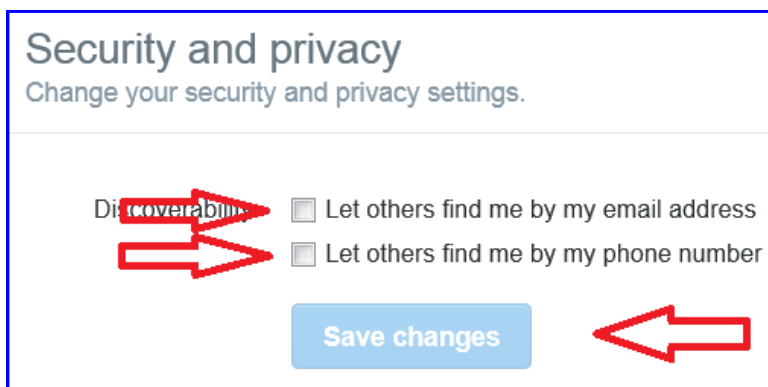 Security and privacy
Change your security and privacy settings.
Discoverability Let others find me by my email address
Let others find me by my phone number
Save changes